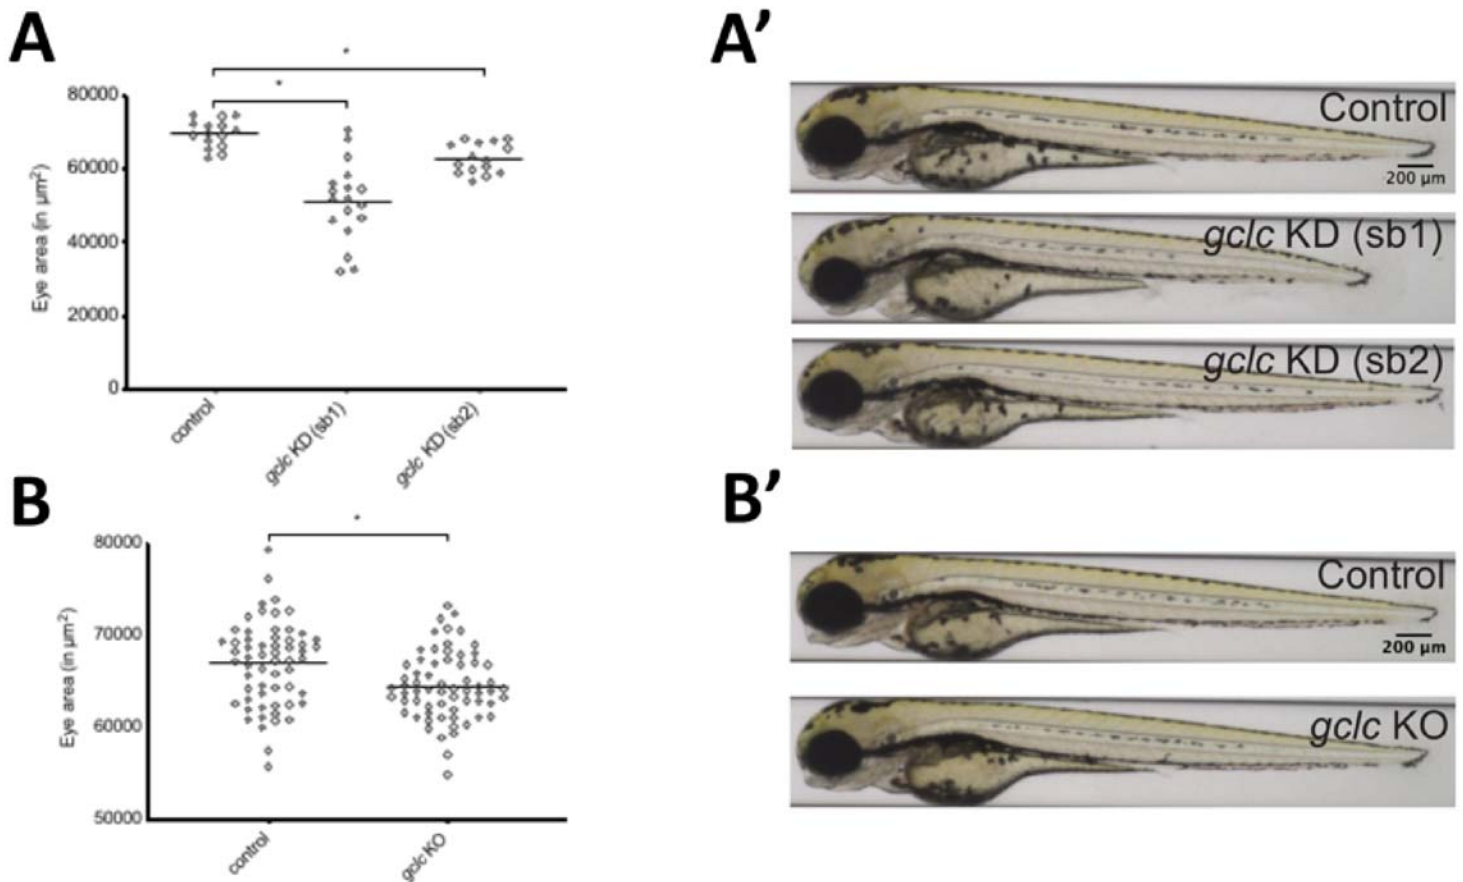 A
*
*
80000
60000
40000
20000
0
Eye area (in μm²)
control
gclc KD (sb1)
gclc KD (sb2)
A’
Control
200 μm
gclc KD (sb1)
gclc KD (sb2)
B
*
80000
70000
60000
50000
Eye area (in μm²)
control
gclc KO
B’
Control
200 μm
gclc KO